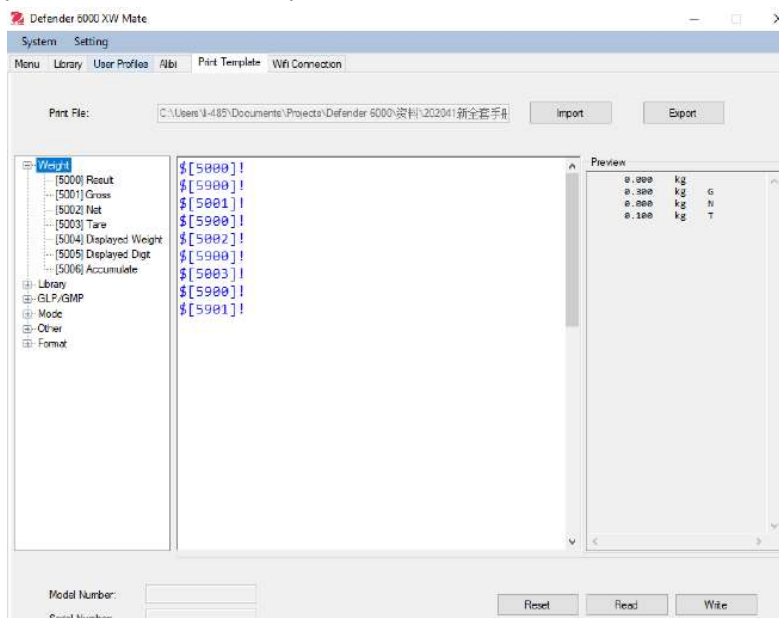 Defender 6000 XW Mate
System Setting
Menu Library User Profiles Alibi Print Template Wifi Connection
Print File:
C:\Users\li-485\Documents\Projects\Defender 6000\资料\202041新全套手册
Import
Export
Weight
[5000] Result
[5001] Gross
[5002] Net
[5003] Tare
[5004] Displayed Weight
[5005] Displayed Digit
[5006] Accumulate
Library
GLP/GMP
Mode
Other
Format
$[5000]!
$[5900]!
$[5001]!
$[5900]!
$[5002]!
$[5900]!
$[5003]!
$[5900]!
$[5901]!
Preview
0.000 kg
0.300 kg G
0.000 kg N
0.100 kg T
Model Number:
Serial Number:
Reset
Read
Write